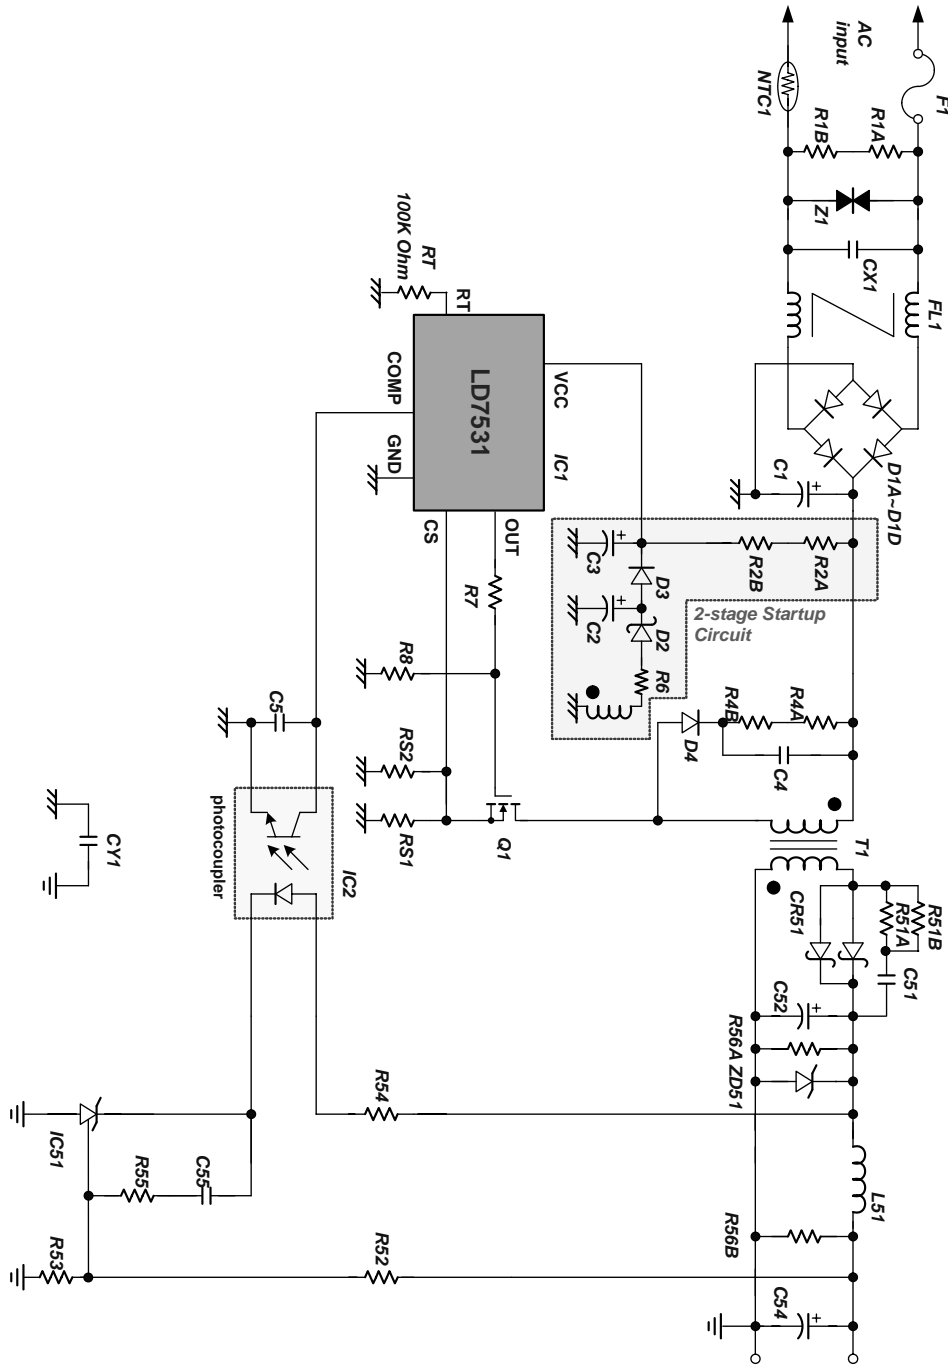 AC
input
F1
NTC1
R1B
R1A
Z1
CX1
FL1
D1A~D1D
C1
R2A
R2B
C3
D3
C2
D2
R6
2-stage Startup
Circuit
R4A
R4B
C4
D4
T1
RT
100K Ohm
RT
COMP
GND
VCC
LD7531
IC1
CS
OUT
R7
R8
RS2
RS1
Q1
C5
photocoupler
IC2
CY1
CR51
R51A
R51B
C51
C52
R56A
ZD51
L51
R56B
C54
R54
IC51
R55
C55
R53
R52